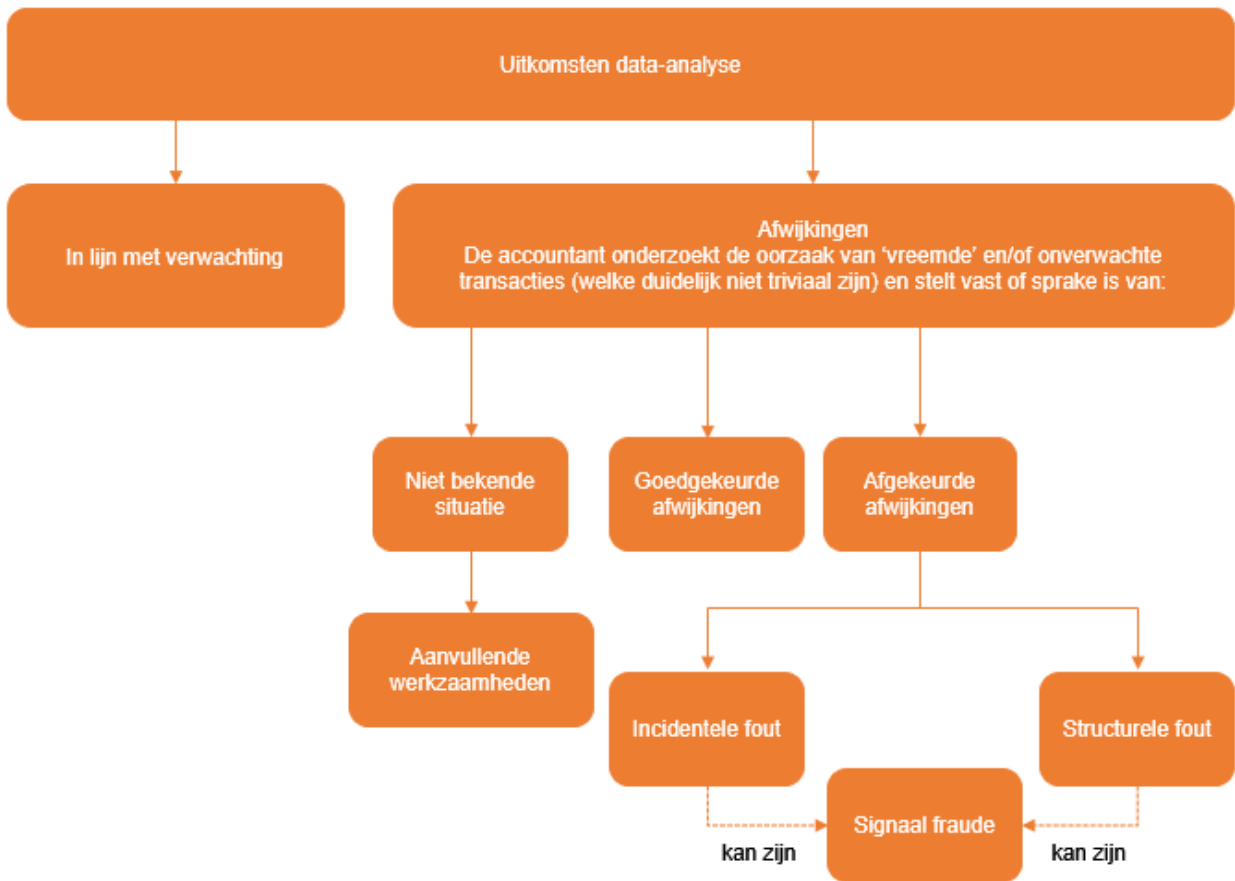 Uitkomsten data-analyse
In lijn met verwachting
Afwijkingen
De accountant onderzoekt de oorzaak van ‘vreemde’ en/of onverwachte
transacties (welke duidelijk niet triviaal zijn) en stelt vast of sprake is van:
Niet bekende
situatie
Goedgekeurde
afwijkingen
Afgekeurde
afwijkingen
Aanvullende
werkzaamheden
Incidentele fout
Structurele fout
Signaal fraude
kan zijn
kan zijn